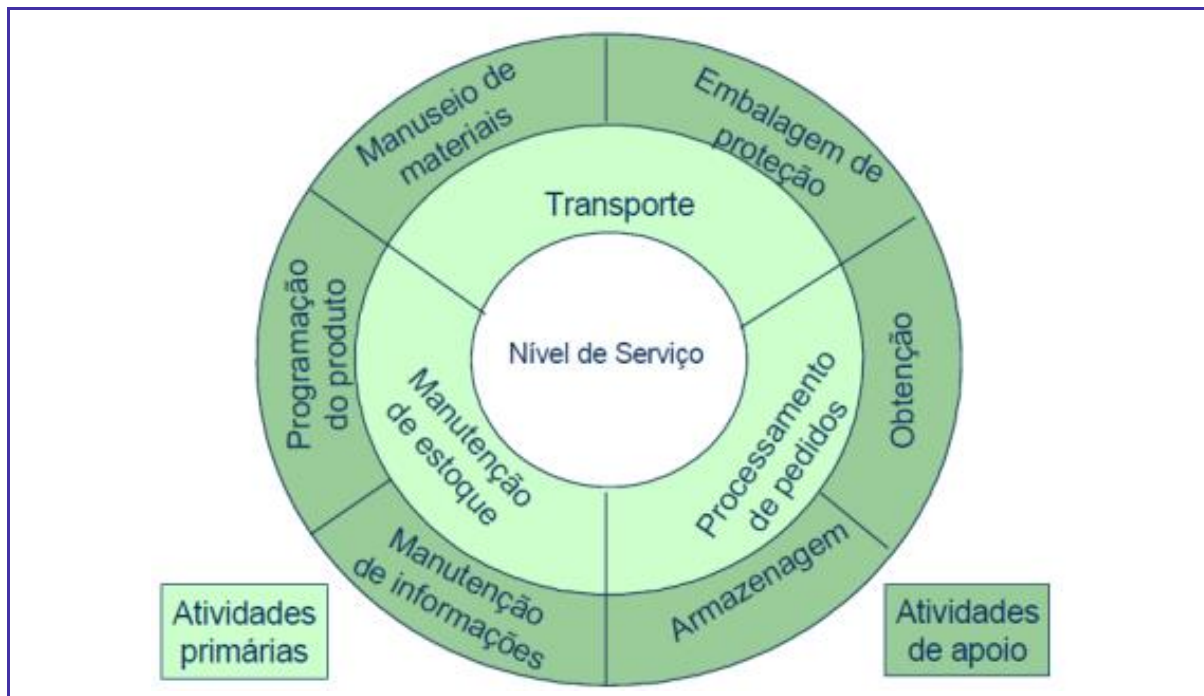 Manuseio de
materiais
Embalagem de
proteção
Transporte
Programação
do produto
Nível de Serviço
Obtenção
Manutenção
de estoque
Processamento
de pedidos
Manutenção
de informações
Armazenagem
Atividades
primárias
Atividades
de apoio